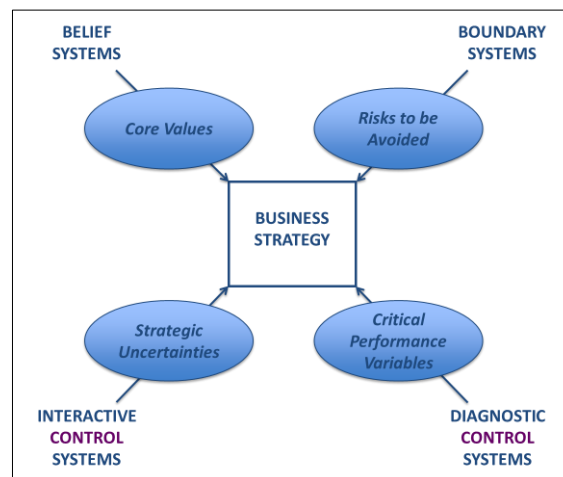 BELIEF
SYSTEMS
BOUNDARY
SYSTEMS
Core Values
Risks to be
Avoided
BUSINESS
STRATEGY
Strategic
Uncertainties
Critical
Performance
Variables
INTERACTIVE
CONTROL
SYSTEMS
DIAGNOSTIC
CONTROL
SYSTEMS